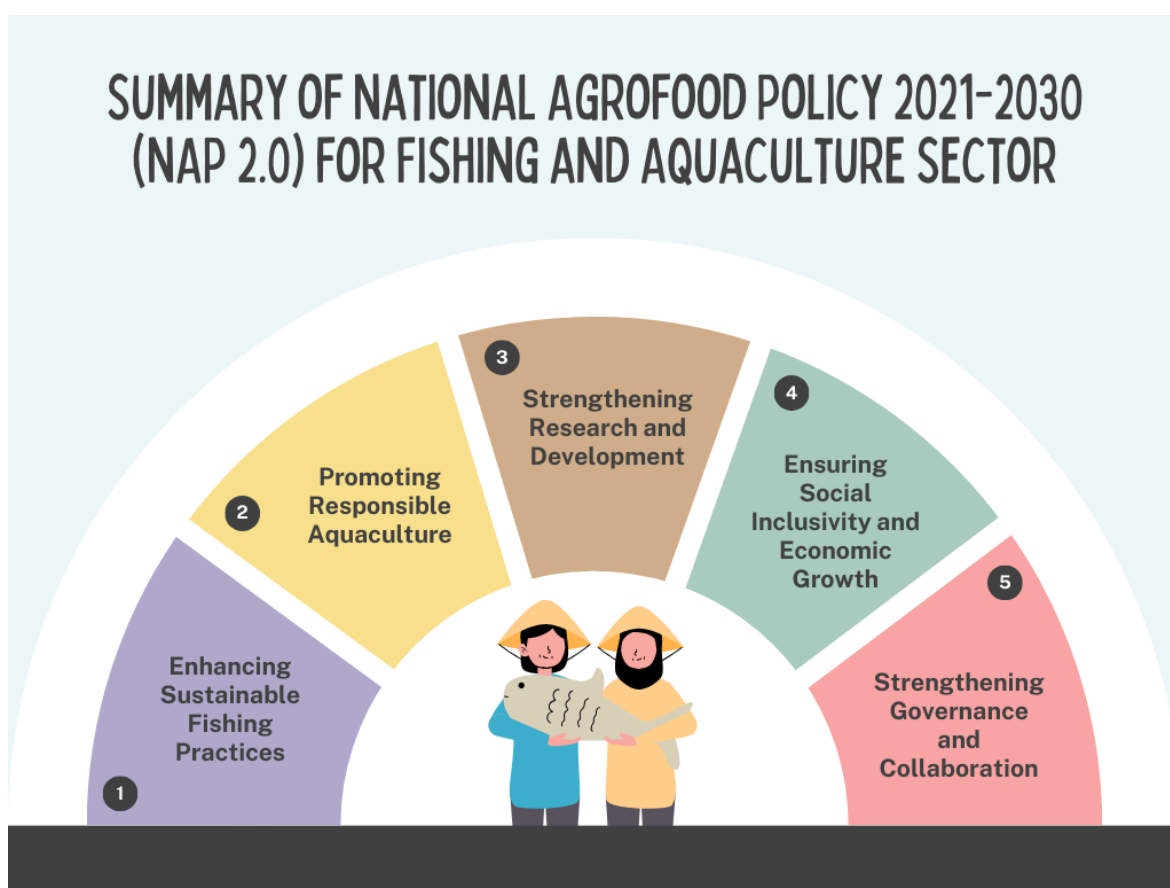 SUMMARY OF NATIONAL AGROFOOD POLICY 2021-2030
(NAP 2.0) FOR FISHING AND AQUACULTURE SECTOR
1
Enhancing
Sustainable
Fishing
Practices
2
Promoting
Responsible
Aquaculture
3
Strengthening
Research and
Development
4
Ensuring
Social
Inclusivity and
Economic
Growth
5
Strengthening
Governance
and
Collaboration